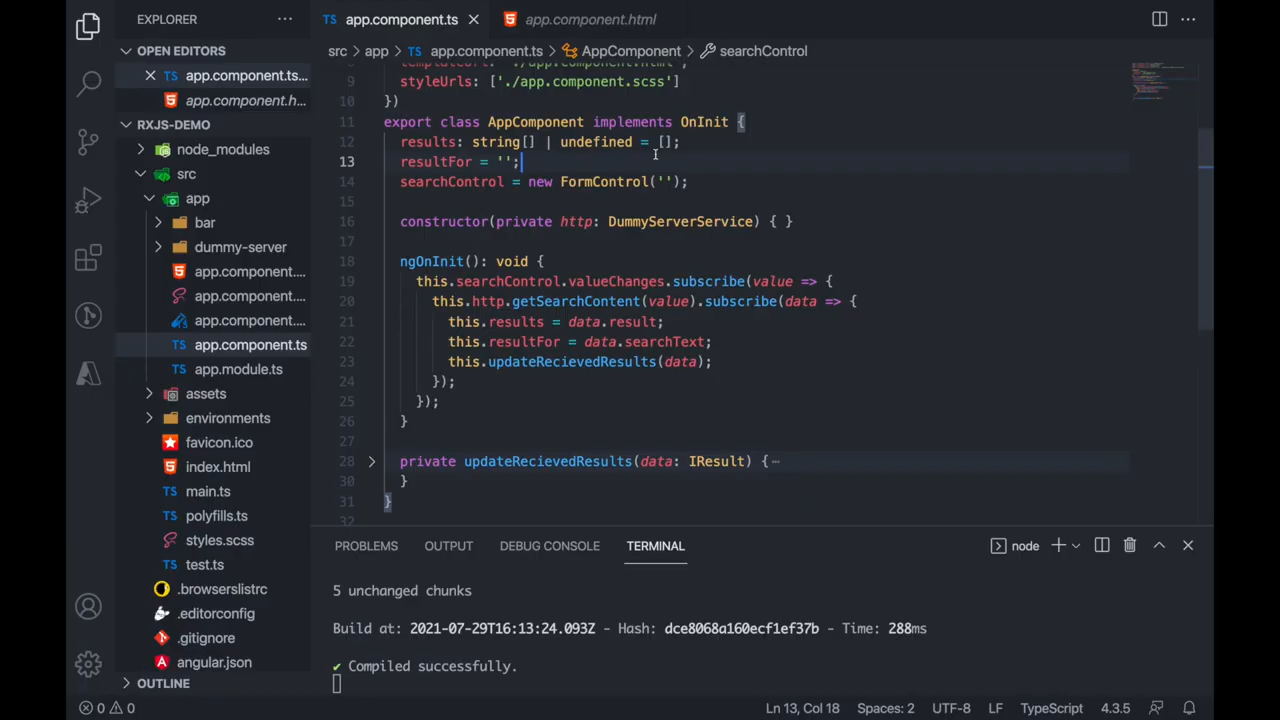 EXPLORER
···
app.component.ts
app.component.html
···
OPEN EDITORS
app.component.ts...
app.component.h...
RXJS-DEMO
node_modules
src
app
bar
dummy-server
app.component....
app.component....
app.component....
app.component.ts
app.module.ts
assets
environments
favicon.ico
index.html
main.ts
polyfills.ts
styles.scss
test.ts
.browserslistrc
.editorconfig
.gitignore
angular.json
OUTLINE
src > app > TS app.component.ts > AppComponent > searchControl
9 styleUrls: ['./app.component.scss']
10 })
11 export class AppComponent implements OnInit {
12 results: string[] | undefined = [];
13 resultFor = '';
14 searchControl = new FormControl('');
15
16 constructor(private http: DummyServerService) { }
17
18 ngOnInit(): void {
19 this.searchControl.valueChanges.subscribe(value => {
20 this.http.getSearchContent(value).subscribe(data => {
21 this.results = data.result;
22 this.resultFor = data.searchText;
23 this.updateRecievedResults(data);
24 });
25 });
26 }
27
28 private updateRecievedResults(data: IResult) {···
30 }
31 }
32
PROBLEMS OUTPUT DEBUG CONSOLE TERMINAL
node
5 unchanged chunks
Build at: 2021-07-29T16:13:24.093Z - Hash: dce8068a160ecf1ef37b - Time: 288ms
✔ Compiled successfully.
0 0
Ln 13, Col 18 Spaces: 2 UTF-8 LF TypeScript 4.3.5